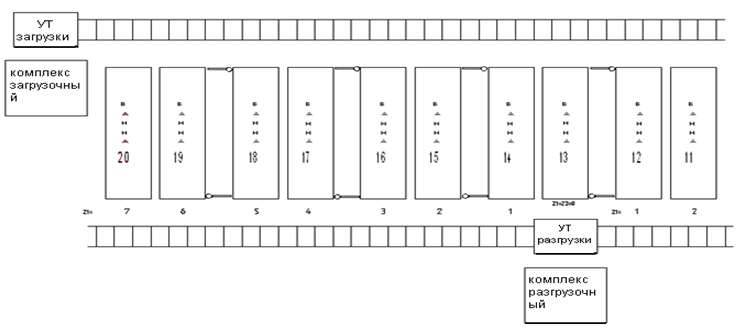 УТ
загрузки
комплекс
загрузочны
й
В В В В В В В В В В
Н Н Н Н Н Н Н Н Н Н
Н Н Н Н Н Н Н Н Н Н
20 19 18 17 16 15 14 13 12 11
Z1= 7 6 5 4 3 2 1 Z1=Z2=0 Z1= 1 2
УТ
разгрузки
комплекс
разгрузочн
ый